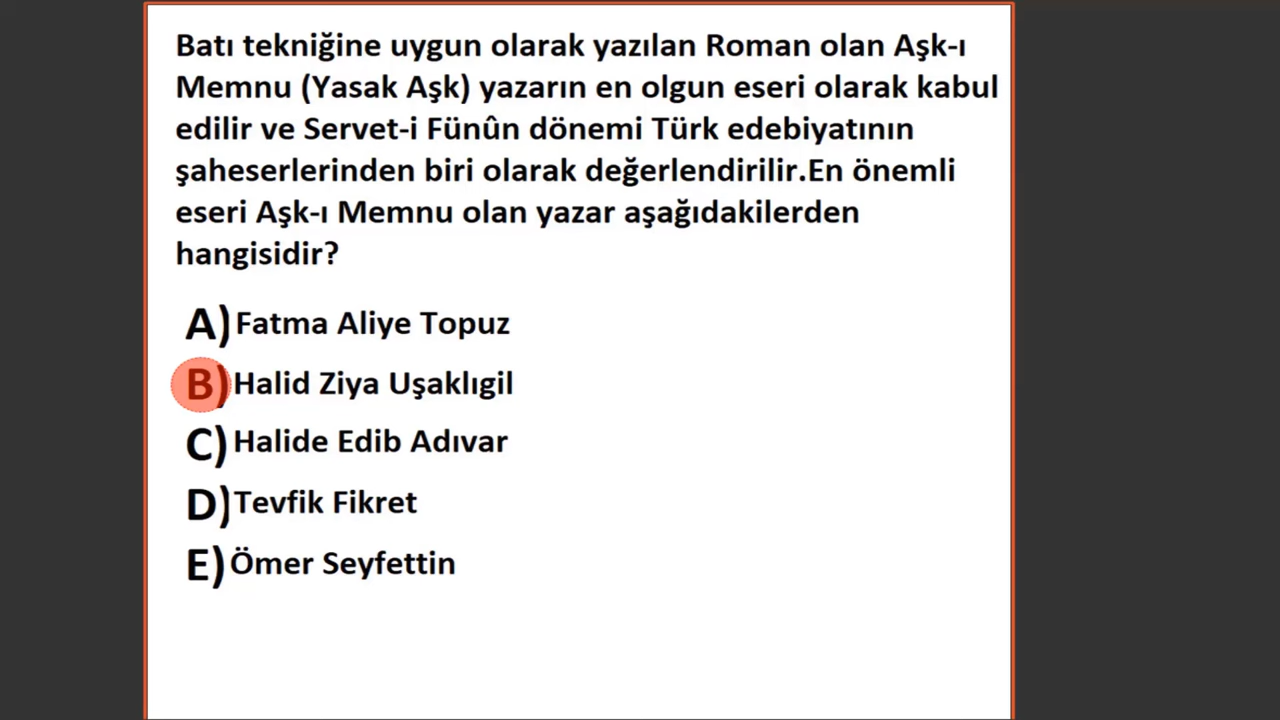 Batı tekniğine uygun olarak yazılan Roman olan Aşk-ı
Memnu (Yasak Aşk) yazarın en olgun eseri olarak kabul
edilir ve Servet-i Fünûn dönemi Türk edebiyatının
şaheserlerinden biri olarak değerlendirilir.En önemli
eseri Aşk-ı Memnu olan yazar aşağıdakilerden
hangisidir?
A) Fatma Aliye Topuz
B) Halid Ziya Uşaklıgil
C) Halide Edib Adıvar
D) Tevfik Fikret
E) Ömer Seyfettin